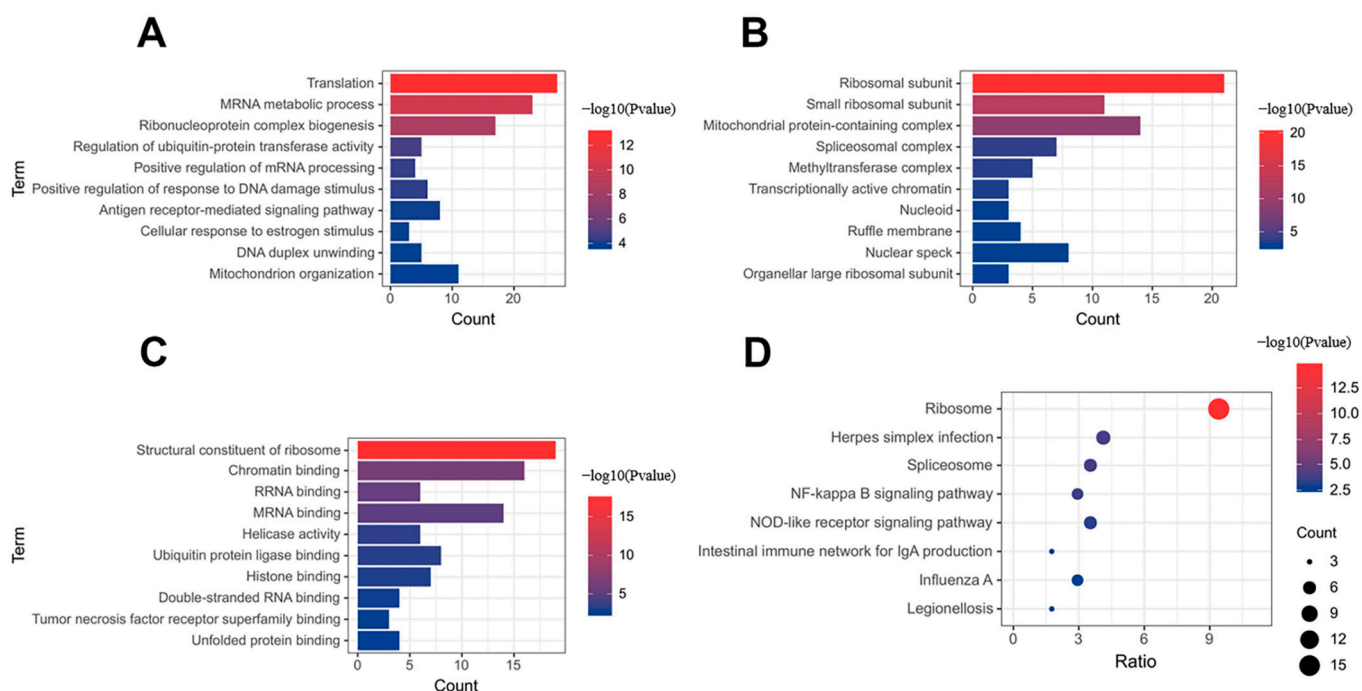 A
Term
Translation
MRNA metabolic process
Ribonucleoprotein complex biogenesis
Regulation of ubiquitin-protein transferase activity
Positive regulation of mRNA processing
Positive regulation of response to DNA damage stimulus
Antigen receptor-mediated signaling pathway
Cellular response to estrogen stimulus
DNA duplex unwinding
Mitochondrion organization
0 10 20
Count
−log10(Pvalue)
12
10
8
6
4
B
Ribosomal subunit
Small ribosomal subunit
Mitochondrial protein-containing complex
Spliceosomal complex
Methyltransferase complex
Transcriptionally active chromatin
Nucleoid
Ruffle membrane
Nuclear speck
Organellar large ribosomal subunit
0 5 10 15 20
Count
−log10(Pvalue)
20
15
10
5
C
Term
Structural constituent of ribosome
Chromatin binding
RRNA binding
MRNA binding
Helicase activity
Ubiquitin protein ligase binding
Histone binding
Double-stranded RNA binding
Tumor necrosis factor receptor superfamily binding
Unfolded protein binding
0 5 10 15
Count
−log10(Pvalue)
15
10
5
D
Ribosome
Herpes simplex infection
Spliceosome
NF-kappa B signaling pathway
NOD-like receptor signaling pathway
Intestinal immune network for IgA production
Influenza A
Legionellosis
0 3 6 9
Ratio
−log10(Pvalue)
12.5
10.0
7.5
5.0
2.5
Count
3
6
9
12
15